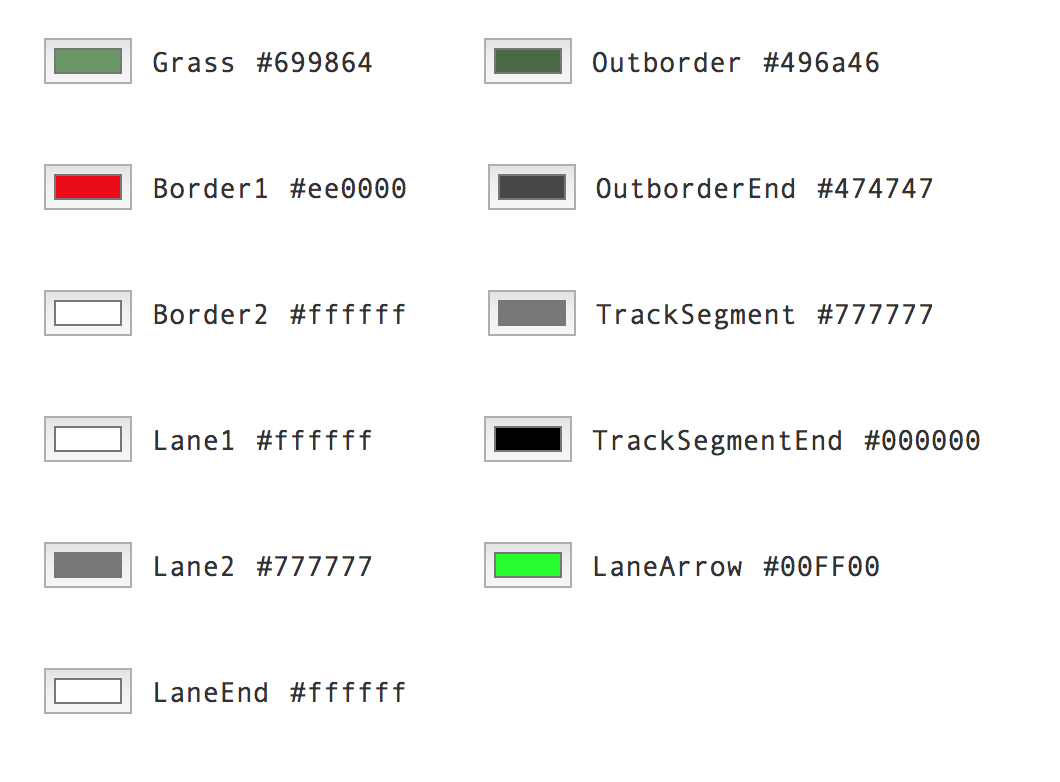 Grass #699864
Outborder #496a46
Border1 #ee0000
OutborderEnd #474747
Border2 #ffffff
TrackSegment #777777
Lane1 #ffffff
TrackSegmentEnd #000000
Lane2 #777777
LaneArrow #00FF00
LaneEnd #ffffff